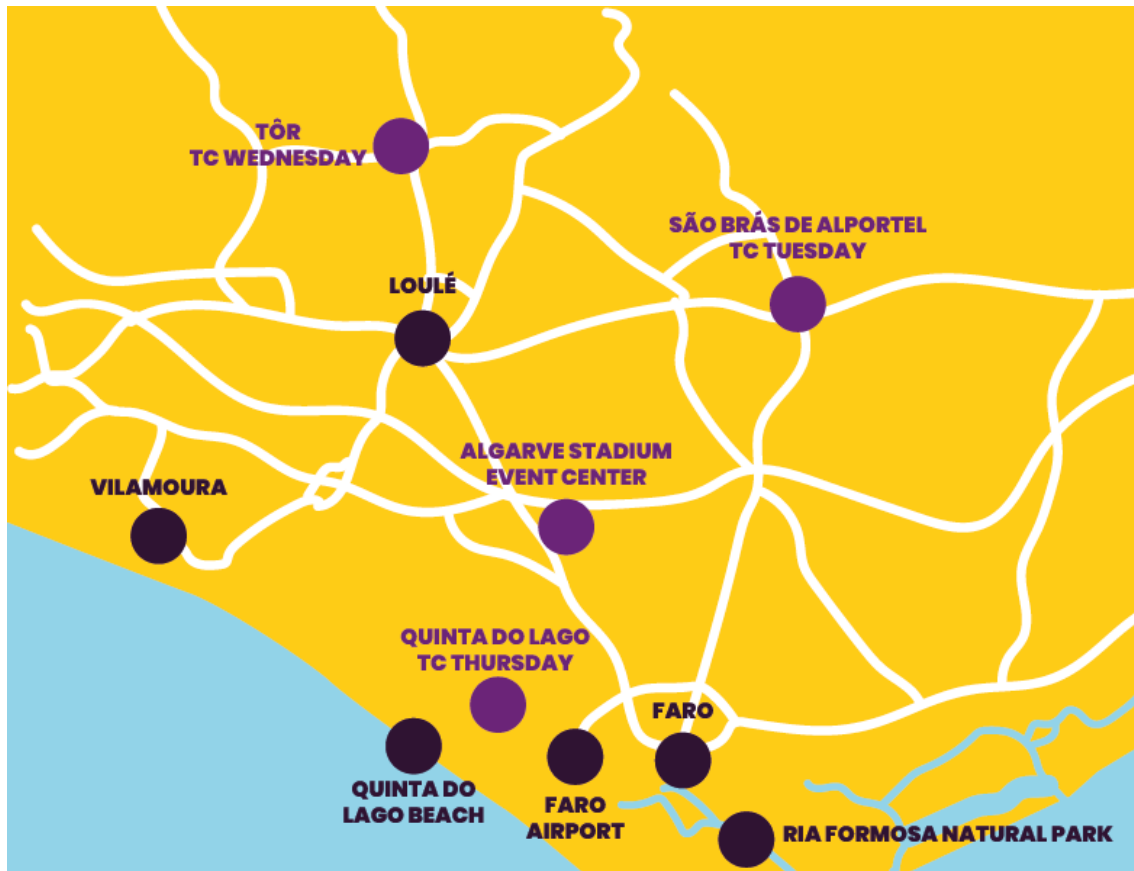 TÔR
TC WEDNESDAY
SÃO BRÁS DE ALPORTEL
TC TUESDAY
LOULÉ
ALGARVE STADIUM
EVENT CENTER
VILAMOURA
QUINTA DO LAGO
TC THURSDAY
FARO
QUINTA DO
LAGO BEACH
FARO
AIRPORT
RIA FORMOSA NATURAL PARK